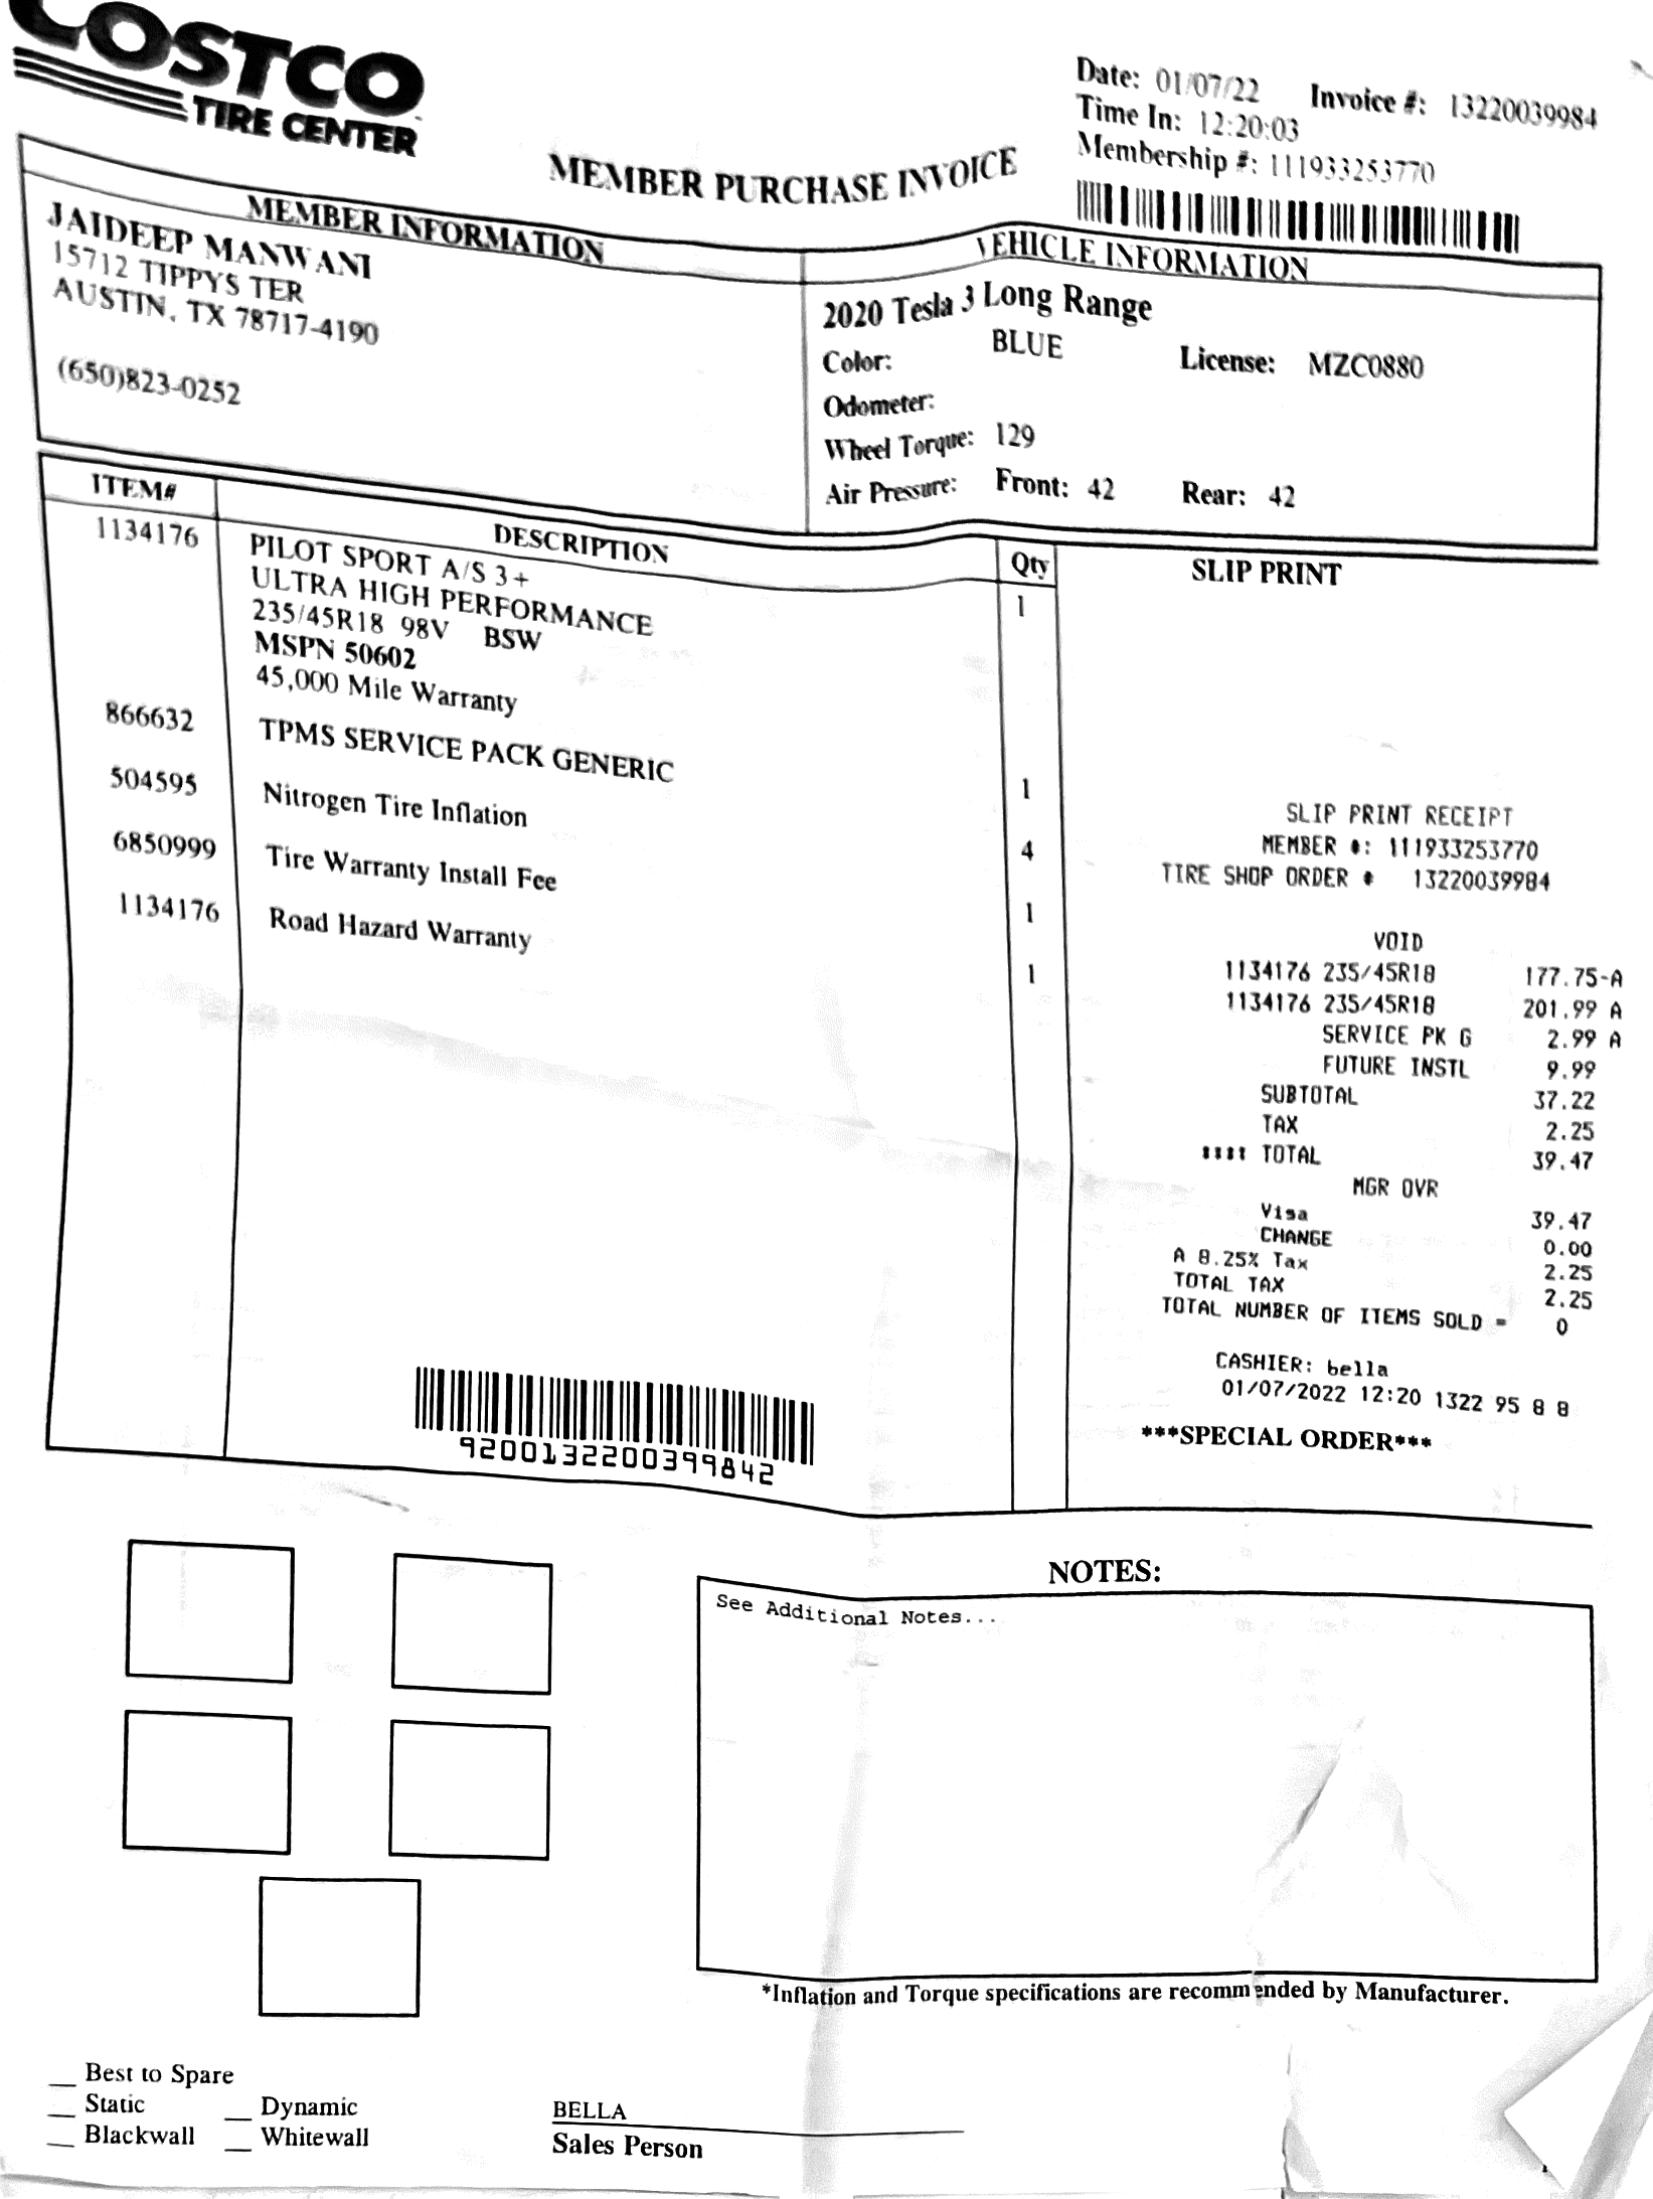 COSTCO
TIRE CENTER
MEMBER PURCHASE INVOICE
Date: 01/07/22 Invoice #: 13220039984
Time In: 12:20:03
Membership #: 111933253770
MEMBER INFORMATION
JAIDEEP MANWANI
15712 TIPPYS TER
AUSTIN, TX 78717-4190
(650)823-0252
VEHICLE INFORMATION
2020 Tesla 3 Long Range
Color: BLUE License: MZC0880
Odometer:
Wheel Torque: 129
Air Pressure: Front: 42 Rear: 42
ITEM# DESCRIPTION Qty
1134176 PILOT SPORT A/S 3+ 1
ULTRA HIGH PERFORMANCE
235/45R18 98V BSW
MSPN 50602
45,000 Mile Warranty
866632 TPMS SERVICE PACK GENERIC 1
504595 Nitrogen Tire Inflation 4
6850999 Tire Warranty Install Fee 1
1134176 Road Hazard Warranty 1
9200132200399842
SLIP PRINT
SLIP PRINT RECEIPT
MEMBER #: 111933253770
TIRE SHOP ORDER # 13220039984
VOID
1134176 235/45R18 177.75-A
1134176 235/45R18 201.99 A
SERVICE PK G 2.99 A
FUTURE INSTL 9.99
SUBTOTAL 37.22
TAX 2.25
**** TOTAL 39.47
MGR OVR
Visa 39.47
CHANGE 0.00
A 8.25% Tax 2.25
TOTAL TAX 2.25
TOTAL NUMBER OF ITEMS SOLD = 0
CASHIER: bella
01/07/2022 12:20 1322 95 8 8
***SPECIAL ORDER***
NOTES:
See Additional Notes...
*Inflation and Torque specifications are recommended by Manufacturer.
__ Best to Spare
__ Static __ Dynamic
__ Blackwall __ Whitewall
BELLA
Sales Person